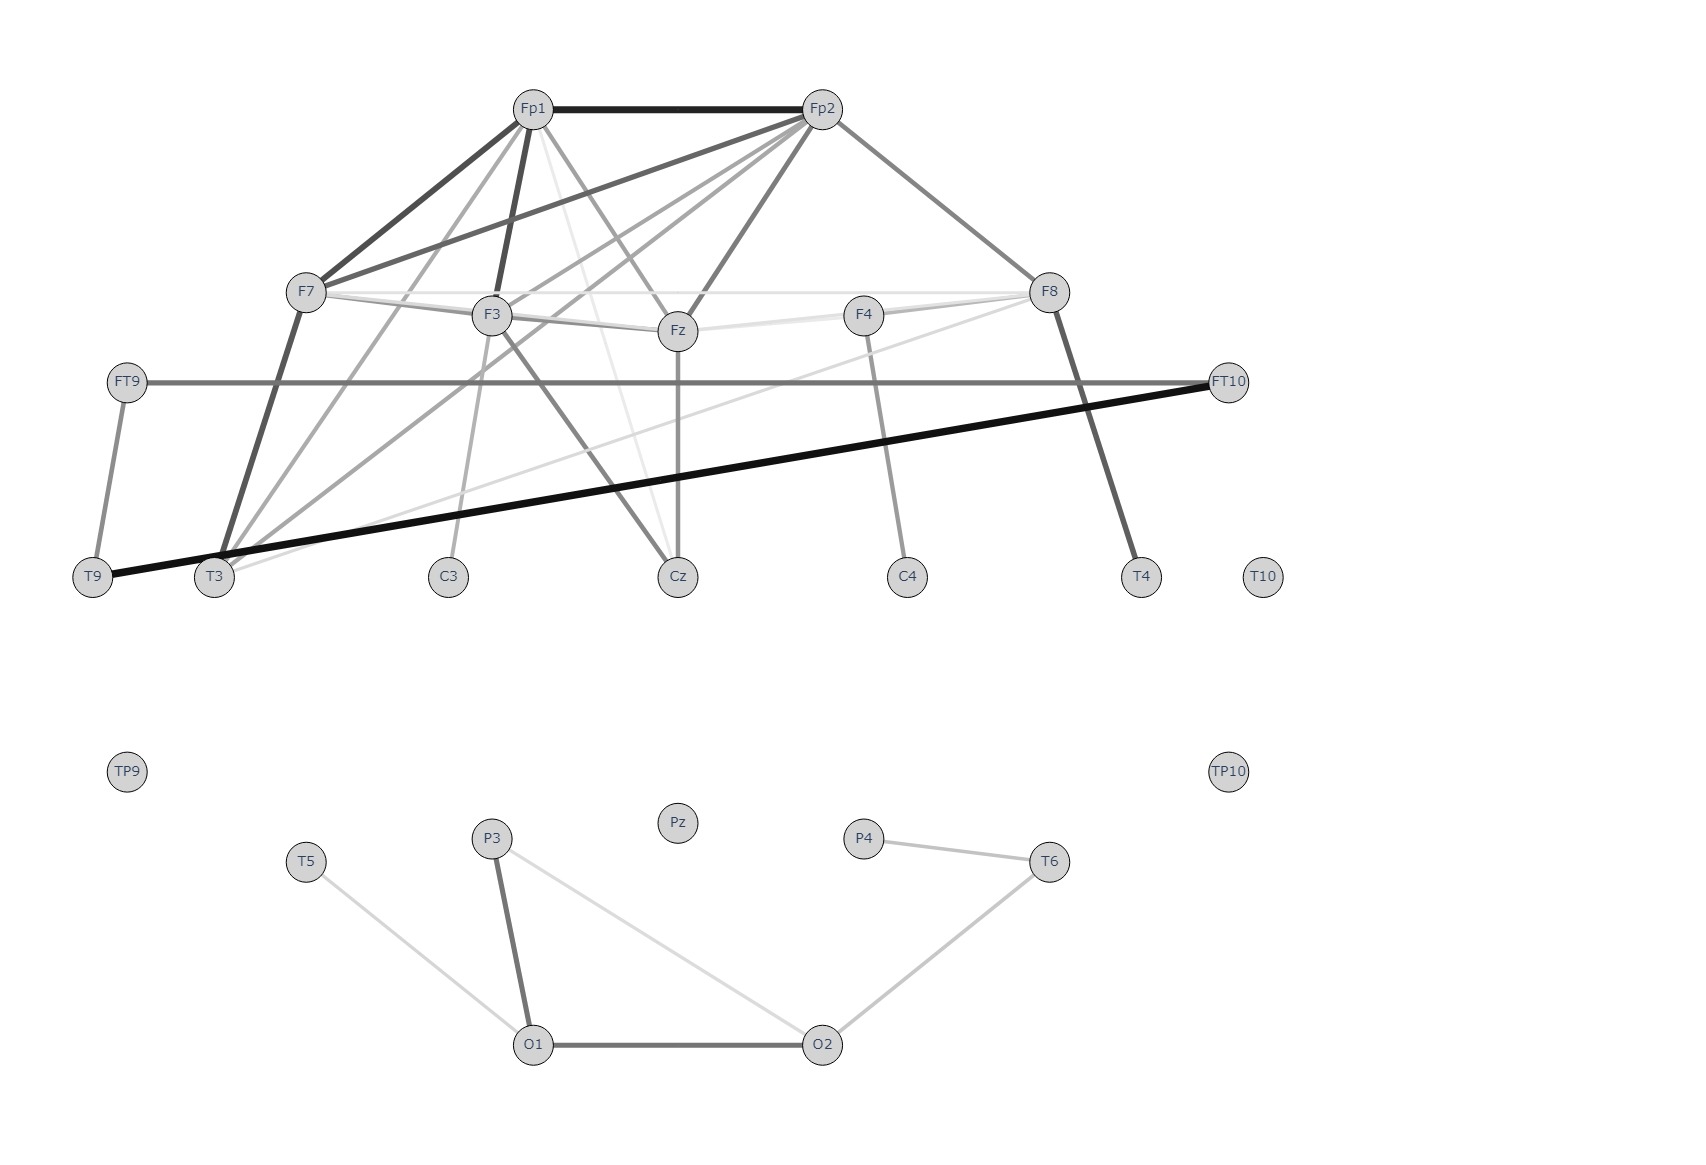 Fp1 Fp2
F7 F3 Fz F4 F8
FT9 FT10
T9 T3 C3 Cz C4 T4 T10
TP9 TP10
T5 P3 Pz P4 T6
O1 O2